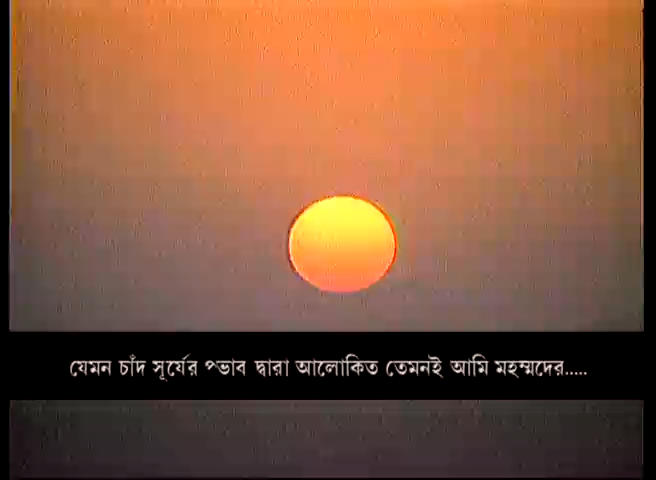 যেমন চাঁদ সূর্যের প্ভাব দ্বারা আলোকিত তেমনই আমি মহম্মদের.....